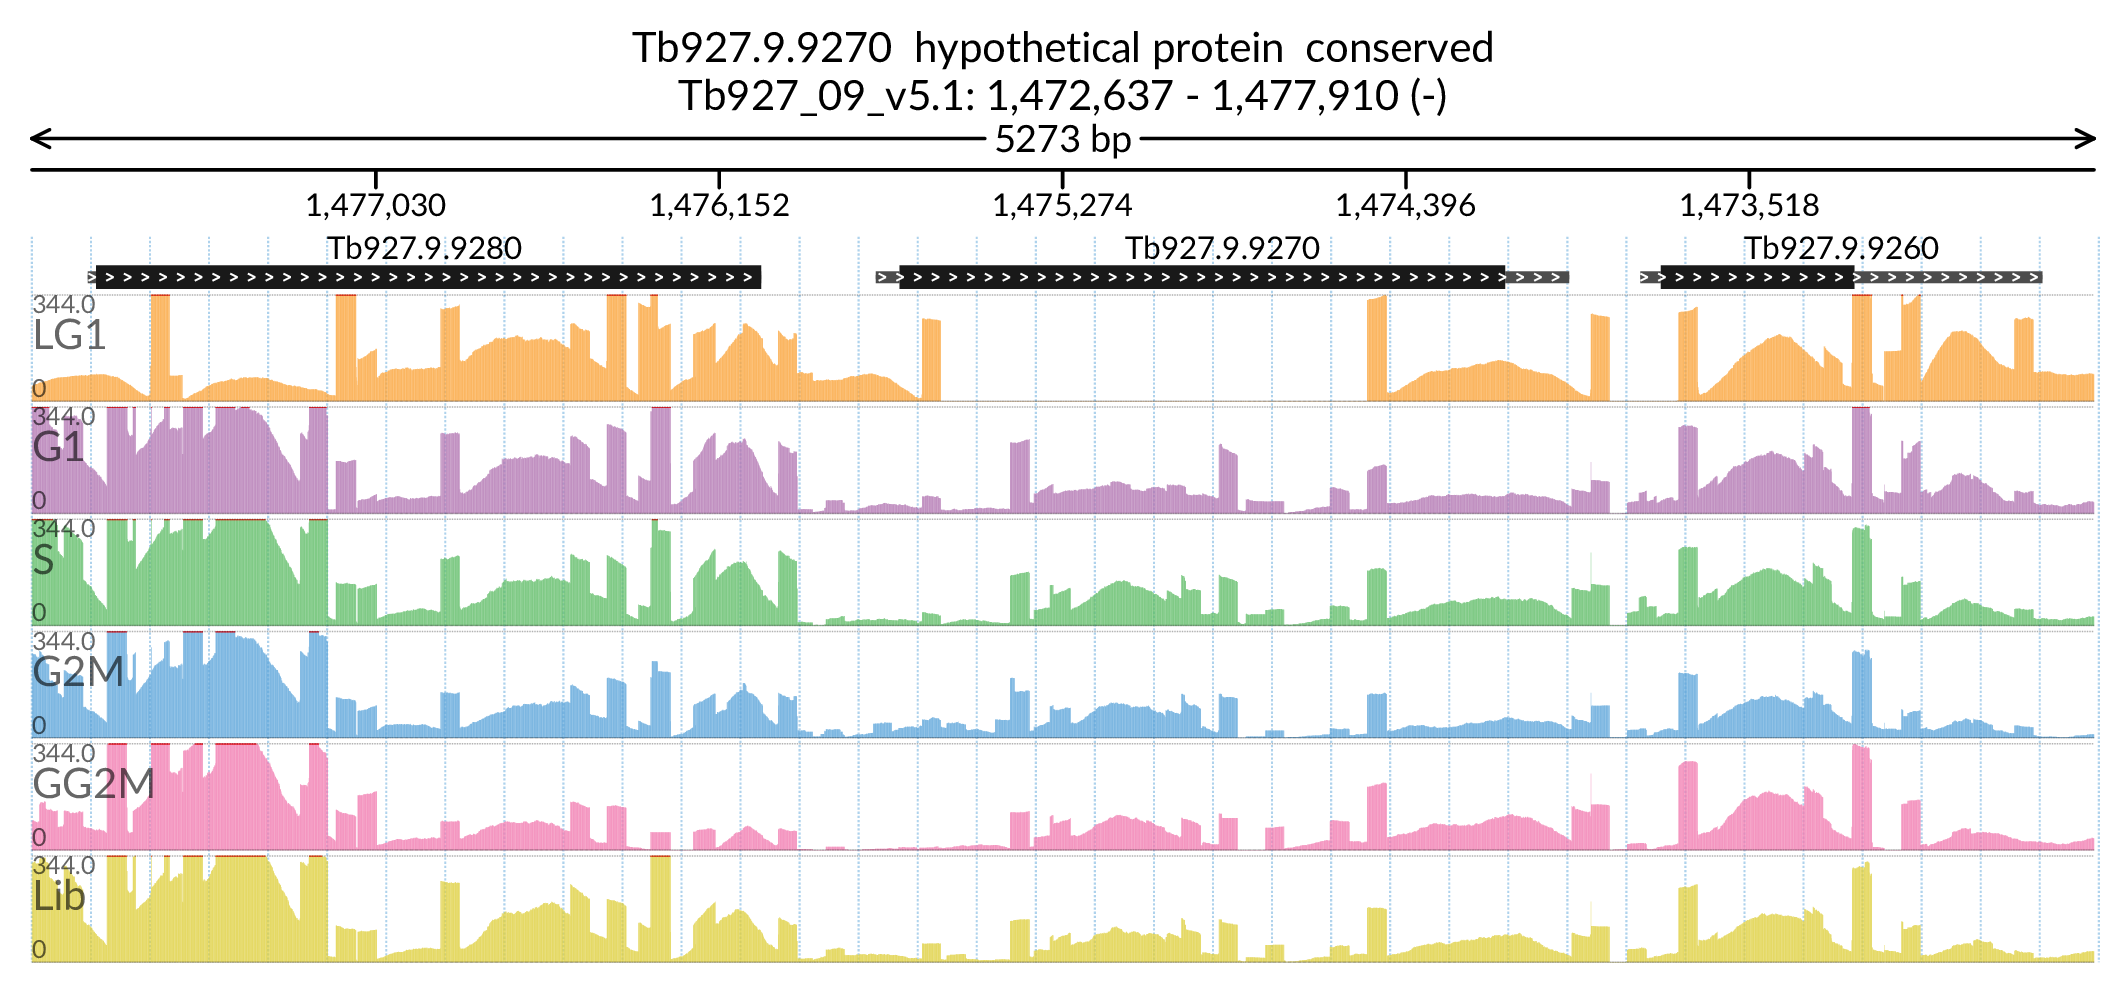 Tb927.9.9270 hypothetical protein conserved
Tb927_09_v5.1: 1,472,637 - 1,477,910 (-)
5273 bp
1,477,030 1,476,152 1,475,274 1,474,396 1,473,518
Tb927.9.9280 Tb927.9.9270 Tb927.9.9260
344.0
LG1
0
344.0
G1
0
344.0
S
0
344.0
G2M
0
344.0
GG2M
0
344.0
Lib
0